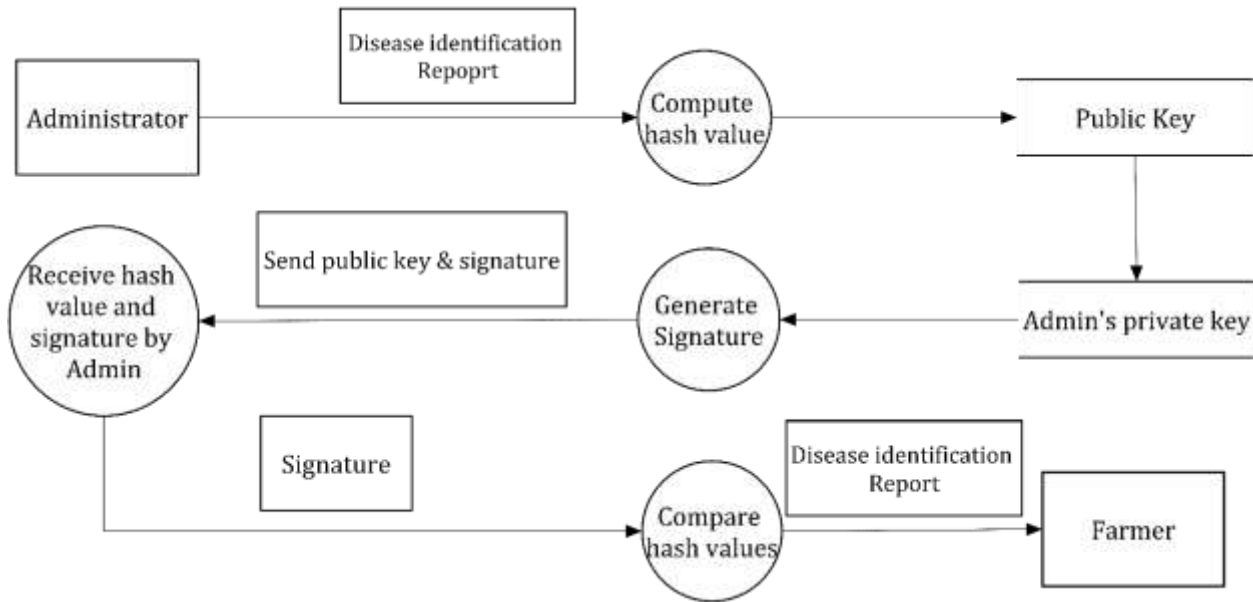 Disease identification
Repoprt
Administrator
Compute
hash value
Public Key
Send public key & signature
Receive hash
value and
signature by
Admin
Generate
Signature
Admin's private key
Signature
Disease identification
Report
Compare
hash values
Farmer